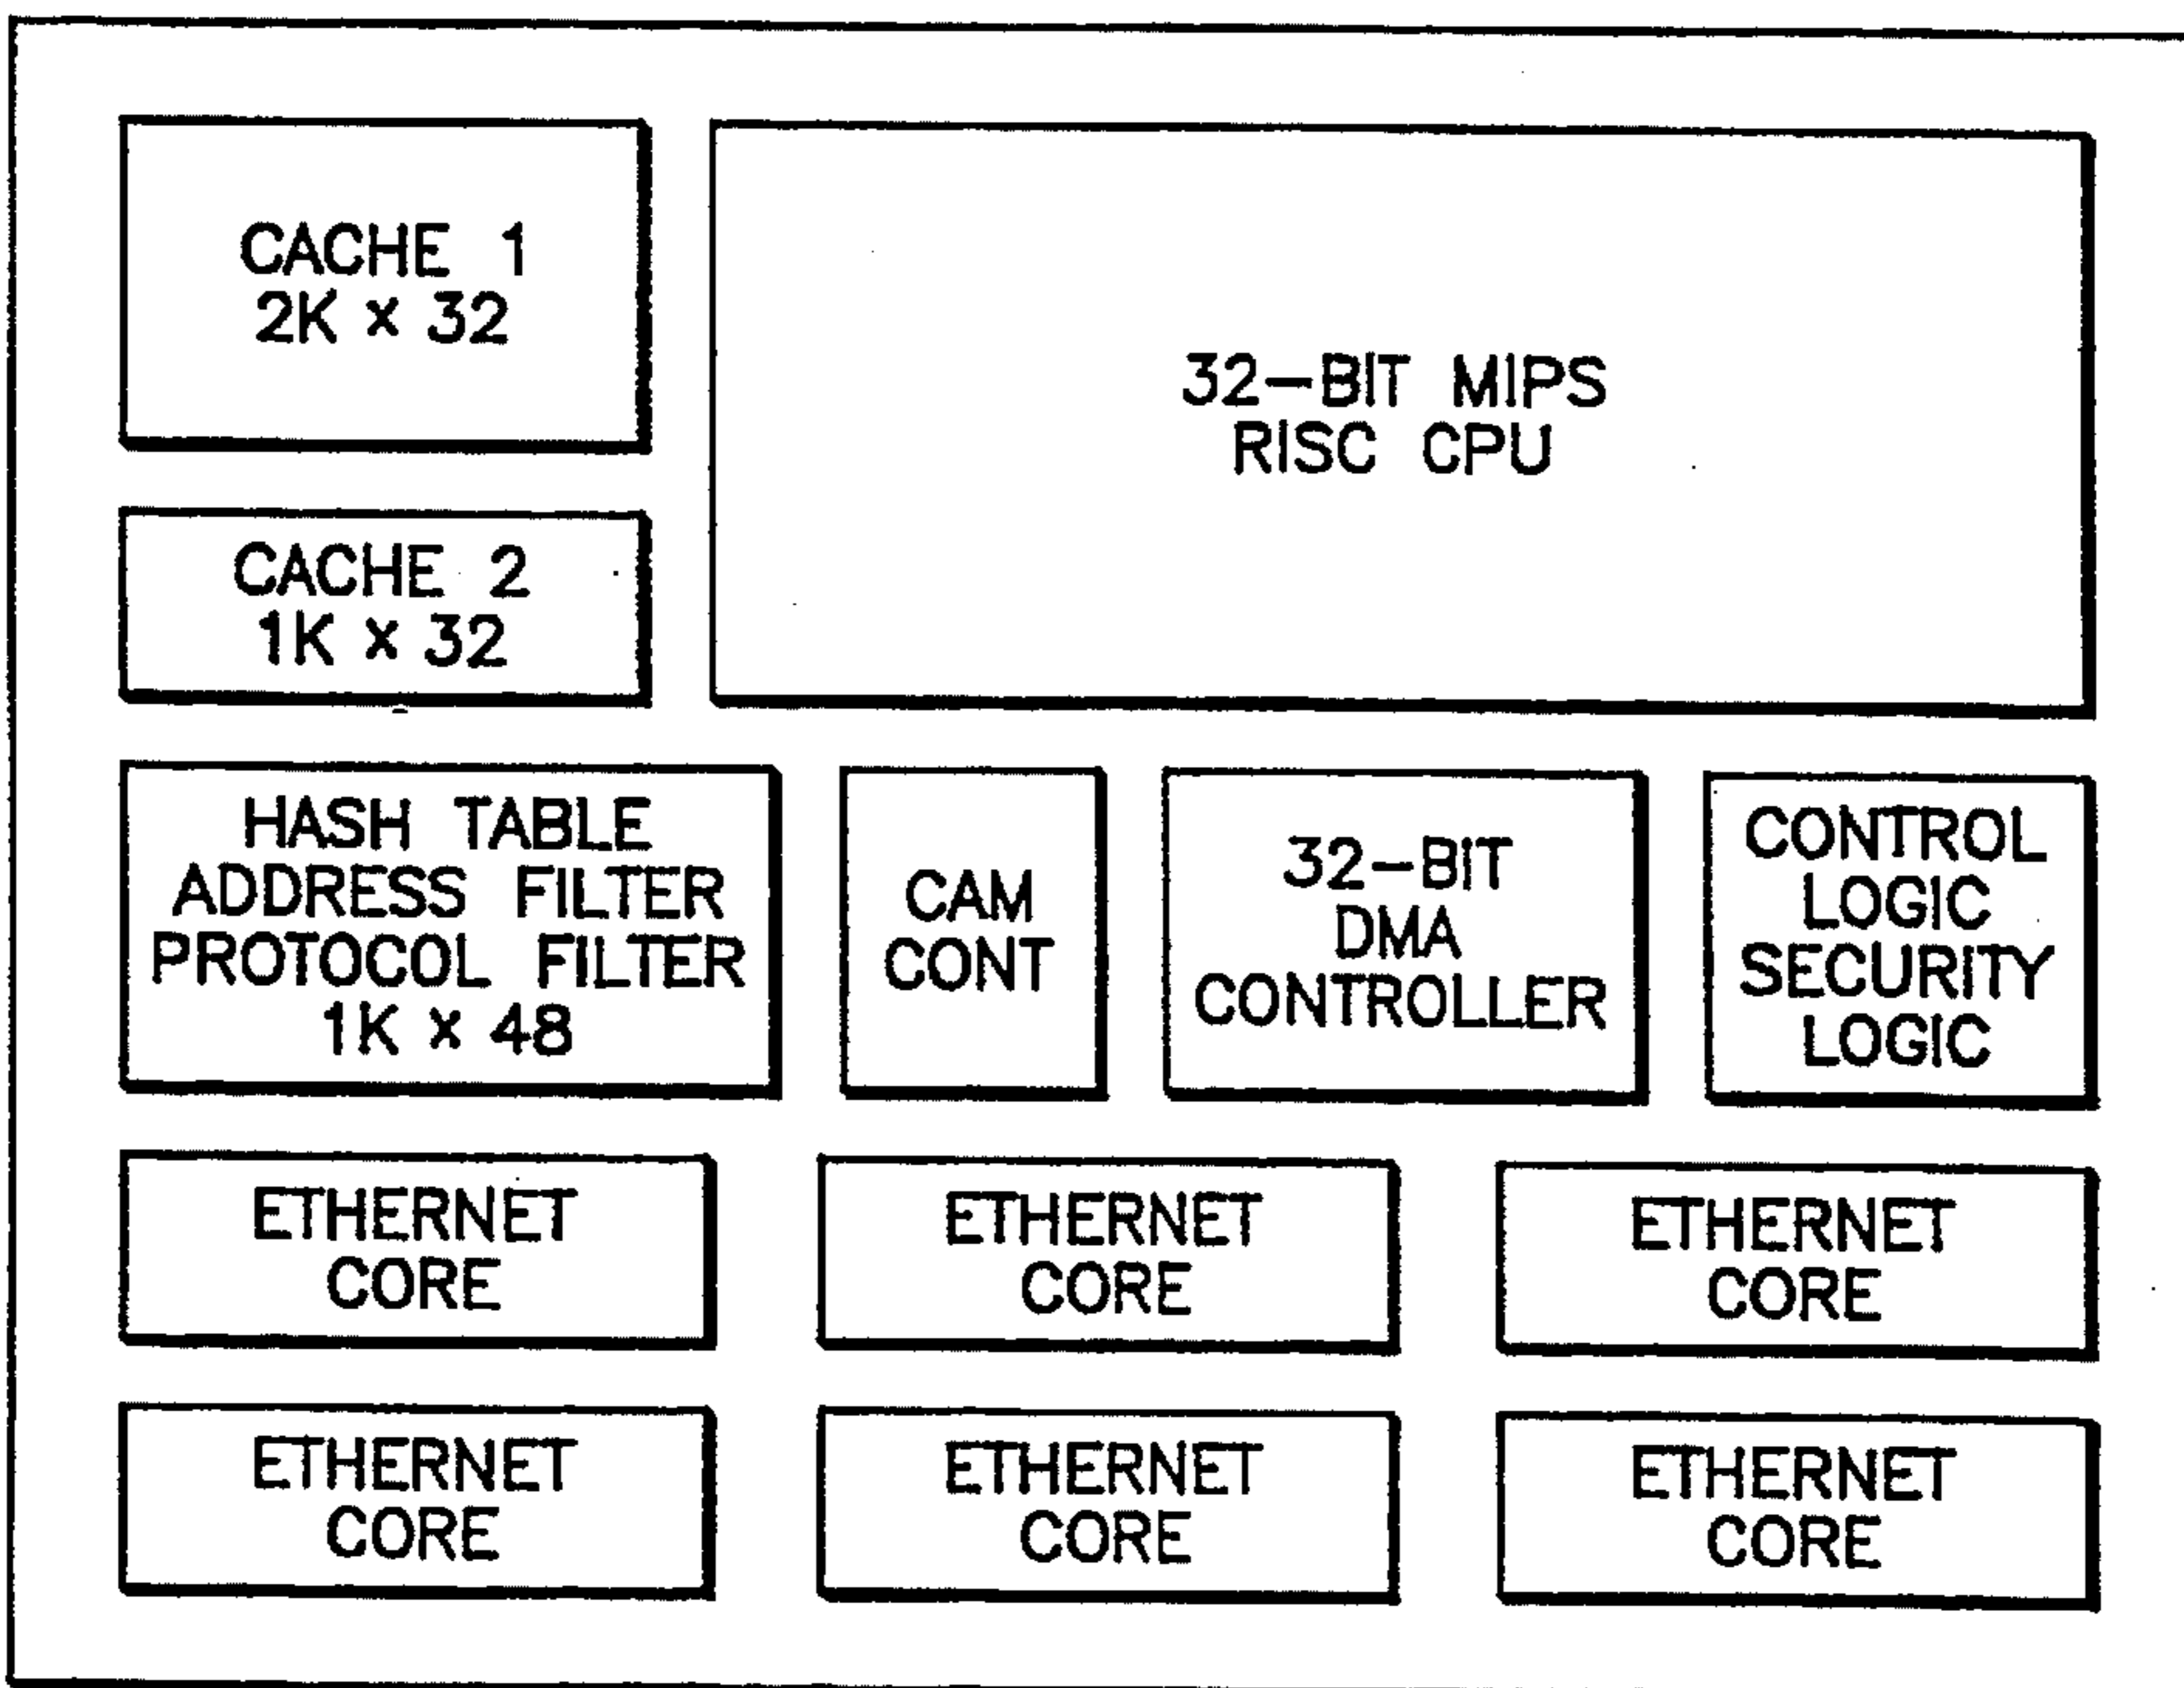 CACHE 1
2K x 32
32-BIT MIPS
RISC CPU
CACHE 2
1K x 32
HASH TABLE
ADDRESS FILTER
PROTOCOL FILTER
1K x 48
CAM
CONT
32-BIT
DMA
CONTROLLER
CONTROL
LOGIC
SECURITY
LOGIC
ETHERNET
CORE
ETHERNET
CORE
ETHERNET
CORE
ETHERNET
CORE
ETHERNET
CORE
ETHERNET
CORE